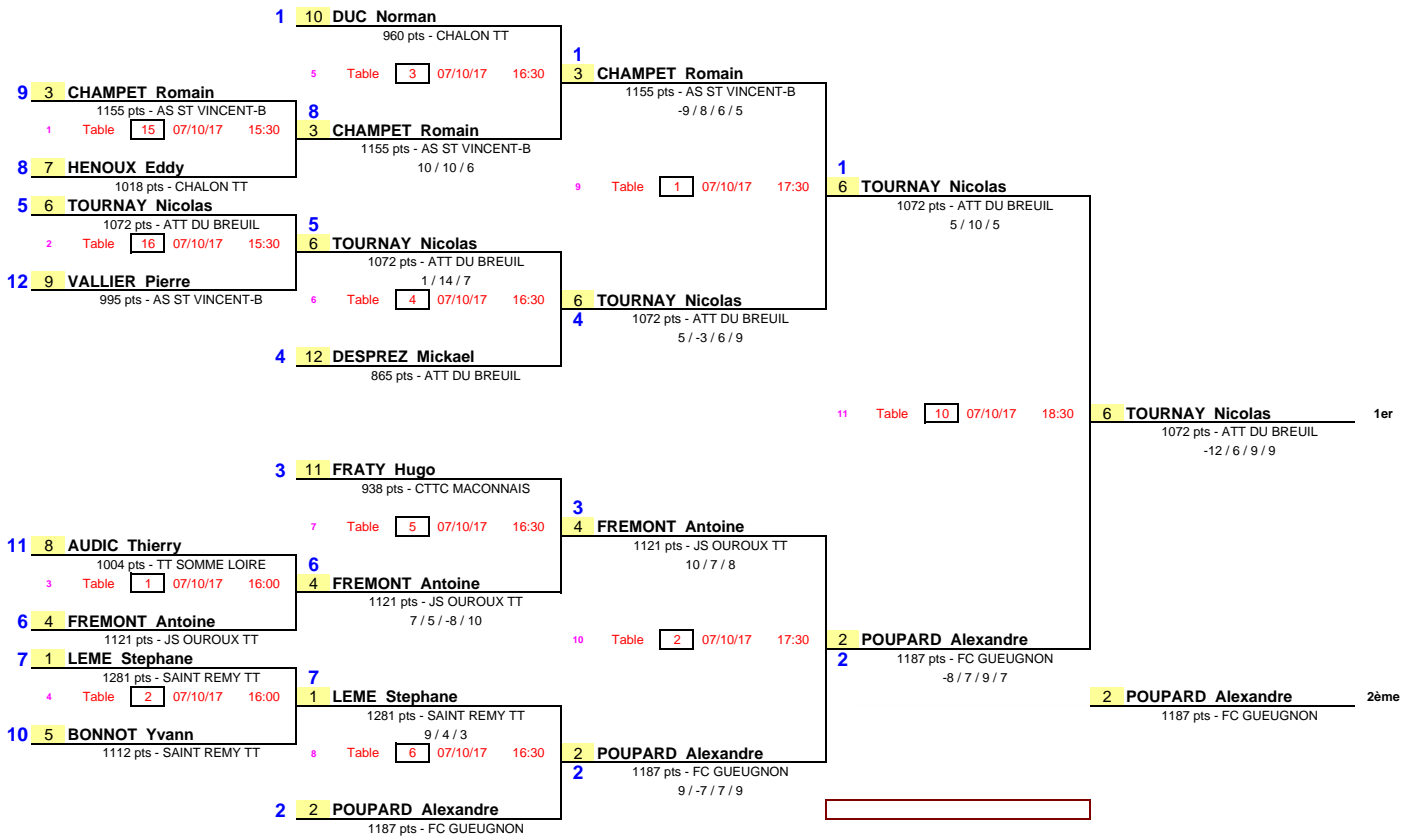 1 10 DUC Norman
960 pts - CHALON TT
5 Table 3 07/10/17 16:30
1
3 CHAMPET Romain
1155 pts - AS ST VINCENT-B
-9 / 8 / 6 / 5
9 3 CHAMPET Romain
1155 pts - AS ST VINCENT-B
1 Table 15 07/10/17 15:30
8
3 CHAMPET Romain
1155 pts - AS ST VINCENT-B
10 / 10 / 6
8 7 HENOUX Eddy
1018 pts - CHALON TT
9 Table 1 07/10/17 17:30
1
6 TOURNAY Nicolas
1072 pts - ATT DU BREUIL
5 / 10 / 5
5 6 TOURNAY Nicolas
1072 pts - ATT DU BREUIL
2 Table 16 07/10/17 15:30
5
6 TOURNAY Nicolas
1072 pts - ATT DU BREUIL
1 / 14 / 7
12 9 VALLIER Pierre
995 pts - AS ST VINCENT-B
6 Table 4 07/10/17 16:30
6 TOURNAY Nicolas
4
1072 pts - ATT DU BREUIL
5 / -3 / 6 / 9
4 12 DESPREZ Mickael
865 pts - ATT DU BREUIL
11 Table 10 07/10/17 18:30
6 TOURNAY Nicolas 1er
1072 pts - ATT DU BREUIL
-12 / 6 / 9 / 9
3 11 FRATY Hugo
938 pts - CTTC MACONNAIS
7 Table 5 07/10/17 16:30
3
4 FREMONT Antoine
1121 pts - JS OUROUX TT
10 / 7 / 8
11 8 AUDIC Thierry
1004 pts - TT SOMME LOIRE
3 Table 1 07/10/17 16:00
6
4 FREMONT Antoine
1121 pts - JS OUROUX TT
7 / 5 / -8 / 10
6 4 FREMONT Antoine
1121 pts - JS OUROUX TT
10 Table 2 07/10/17 17:30
2 POUPARD Alexandre
2
1187 pts - FC GUEUGNON
-8 / 7 / 9 / 7
7 1 LEME Stephane
1281 pts - SAINT REMY TT
4 Table 2 07/10/17 16:00
7
1 LEME Stephane
1281 pts - SAINT REMY TT
9 / 4 / 3
2 POUPARD Alexandre 2ème
1187 pts - FC GUEUGNON
10 5 BONNOT Yvann
1112 pts - SAINT REMY TT
8 Table 6 07/10/17 16:30
2 POUPARD Alexandre
2
1187 pts - FC GUEUGNON
9 / -7 / 7 / 9
2 2 POUPARD Alexandre
1187 pts - FC GUEUGNON